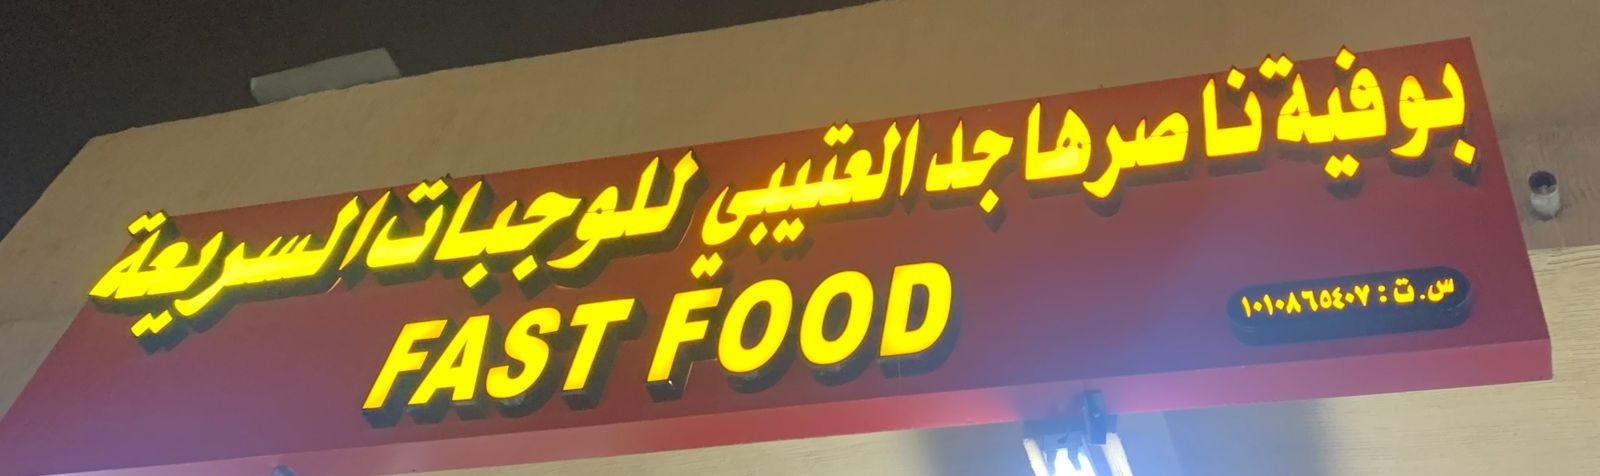 بوفية ناصر هاجد العتيبي للوجبات السريعة
FAST FOOD
س.ت: ١٠١٠٨٦٥٤٠٧